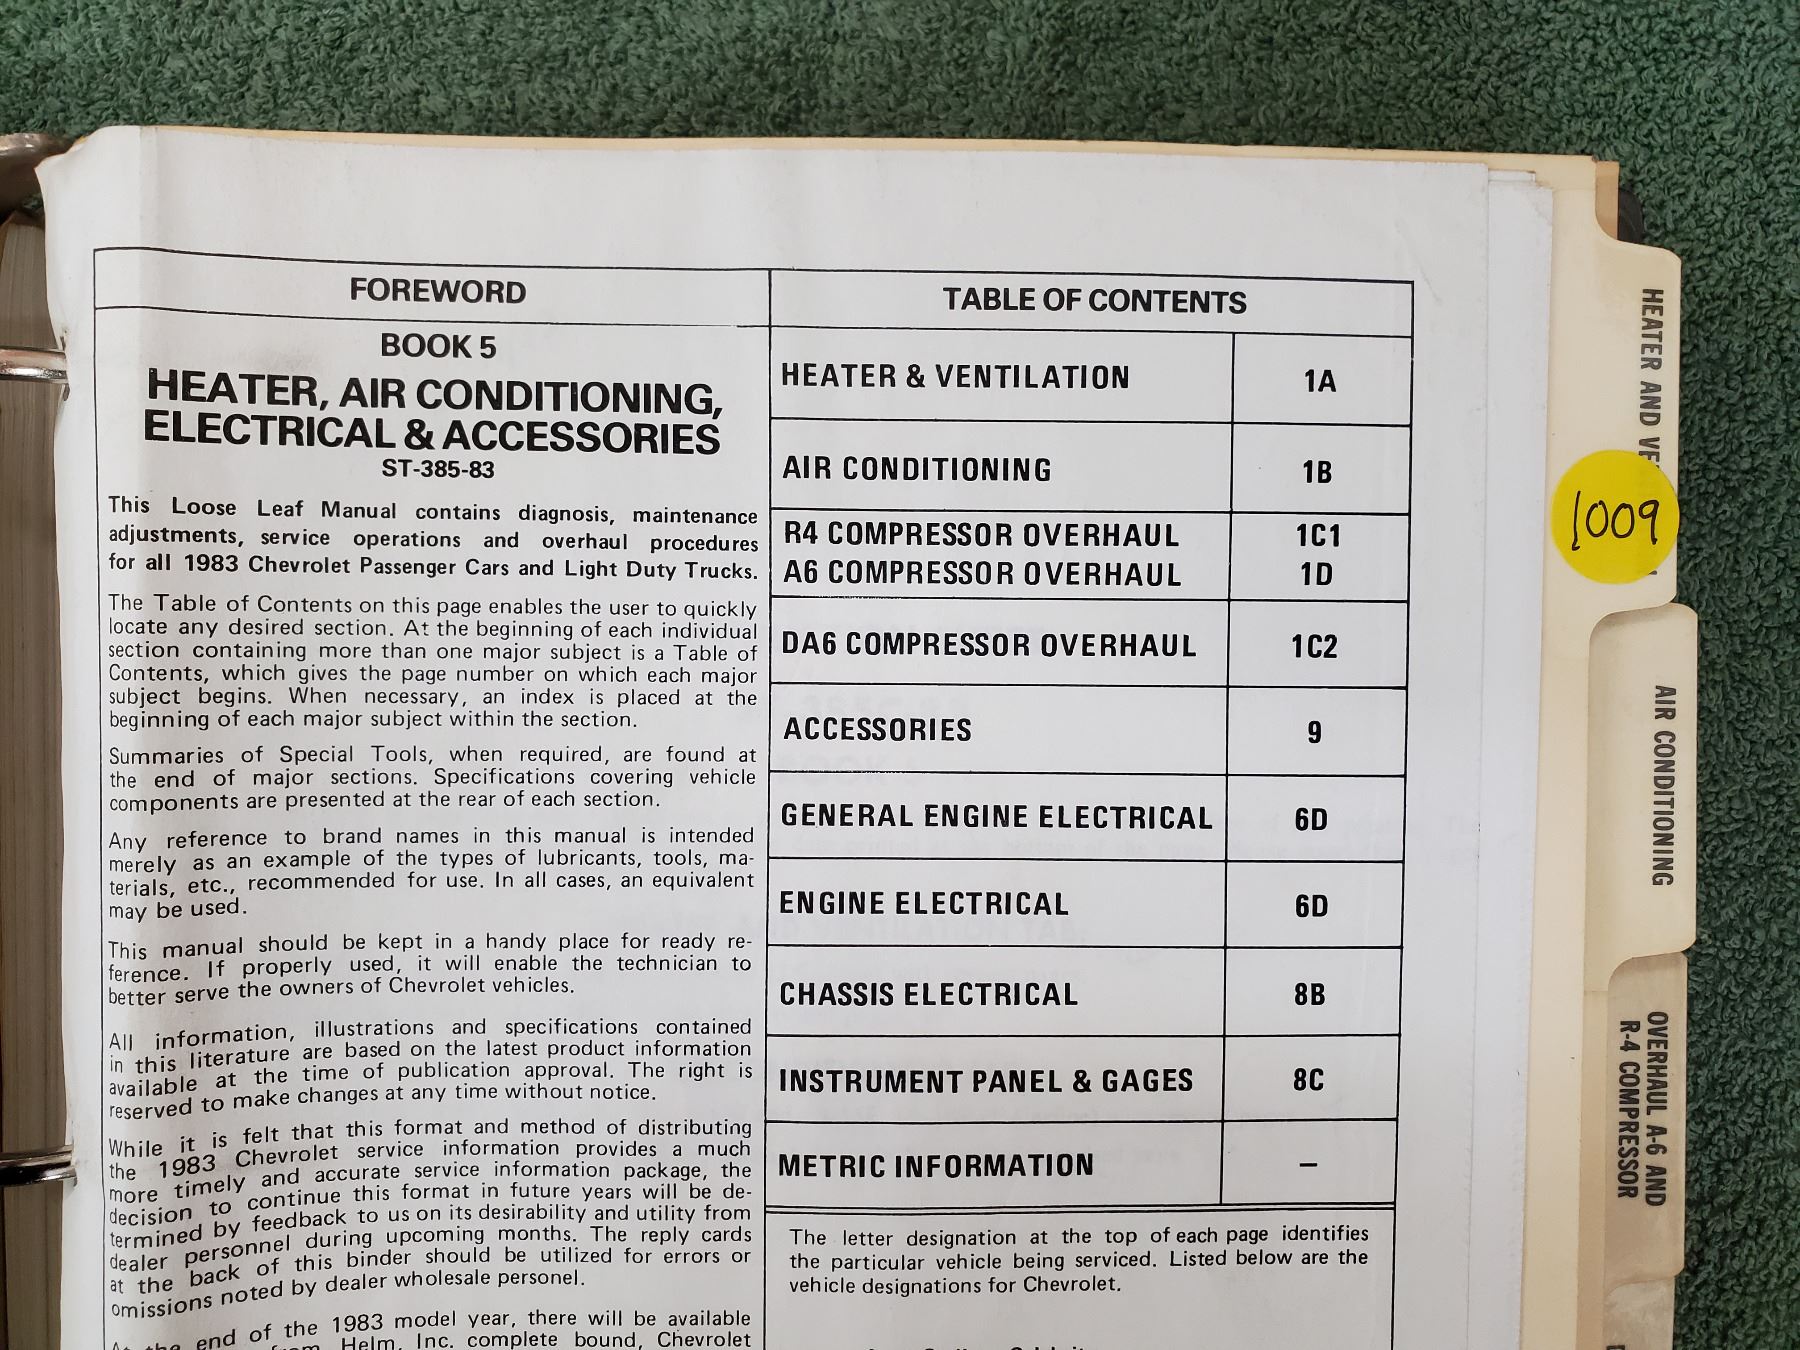 FOREWORD
BOOK 5
HEATER, AIR CONDITIONING,
ELECTRICAL & ACCESSORIES
ST-385-83
This Loose Leaf Manual contains diagnosis, maintenance
adjustments, service operations and overhaul procedures
for all 1983 Chevrolet Passenger Cars and Light Duty Trucks.
The Table of Contents on this page enables the user to quickly
locate any desired section. At the beginning of each individual
section containing more than one major subject is a Table of
Contents, which gives the page number on which each major
subject begins. When necessary, an index is placed at the
beginning of each major subject within the section.
Summaries of Special Tools, when required, are found at
the end of major sections. Specifications covering vehicle
components are presented at the rear of each section.
Any reference to brand names in this manual is intended
merely as an example of the types of lubricants, tools, ma-
terials, etc., recommended for use. In all cases, an equivalent
may be used.
This manual should be kept in a handy place for ready re-
ference. If properly used, it will enable the technician to
better serve the owners of Chevrolet vehicles.
All information, illustrations and specifications contained
in this literature are based on the latest product information
available at the time of publication approval. The right is
reserved to make changes at any time without notice.
While it is felt that this format and method of distributing
the 1983 Chevrolet service information provides a much
more timely and accurate service information package, the
decision to continue this format in future years will be de-
termined by feedback to us on its desirability and utility from
dealer personnel during upcoming months. The reply cards
at the back of this binder should be utilized for errors or
omissions noted by dealer wholesale personel.
the end of the 1983 model year, there will be available
from Helm, Inc. complete bound, Chevrolet
TABLE OF CONTENTS
HEATER & VENTILATION 1A
AIR CONDITIONING 1B
R4 COMPRESSOR OVERHAUL 1C1
A6 COMPRESSOR OVERHAUL 1D
DA6 COMPRESSOR OVERHAUL 1C2
ACCESSORIES 9
GENERAL ENGINE ELECTRICAL 6D
ENGINE ELECTRICAL 6D
CHASSIS ELECTRICAL 8B
INSTRUMENT PANEL & GAGES 8C
METRIC INFORMATION –
The letter designation at the top of each page identifies
the particular vehicle being serviced. Listed below are the
vehicle designations for Chevrolet.
HEATER AND
1009
AIR CONDITIONING
OVERHAUL A-6 AND
R-4 COMPRESSOR